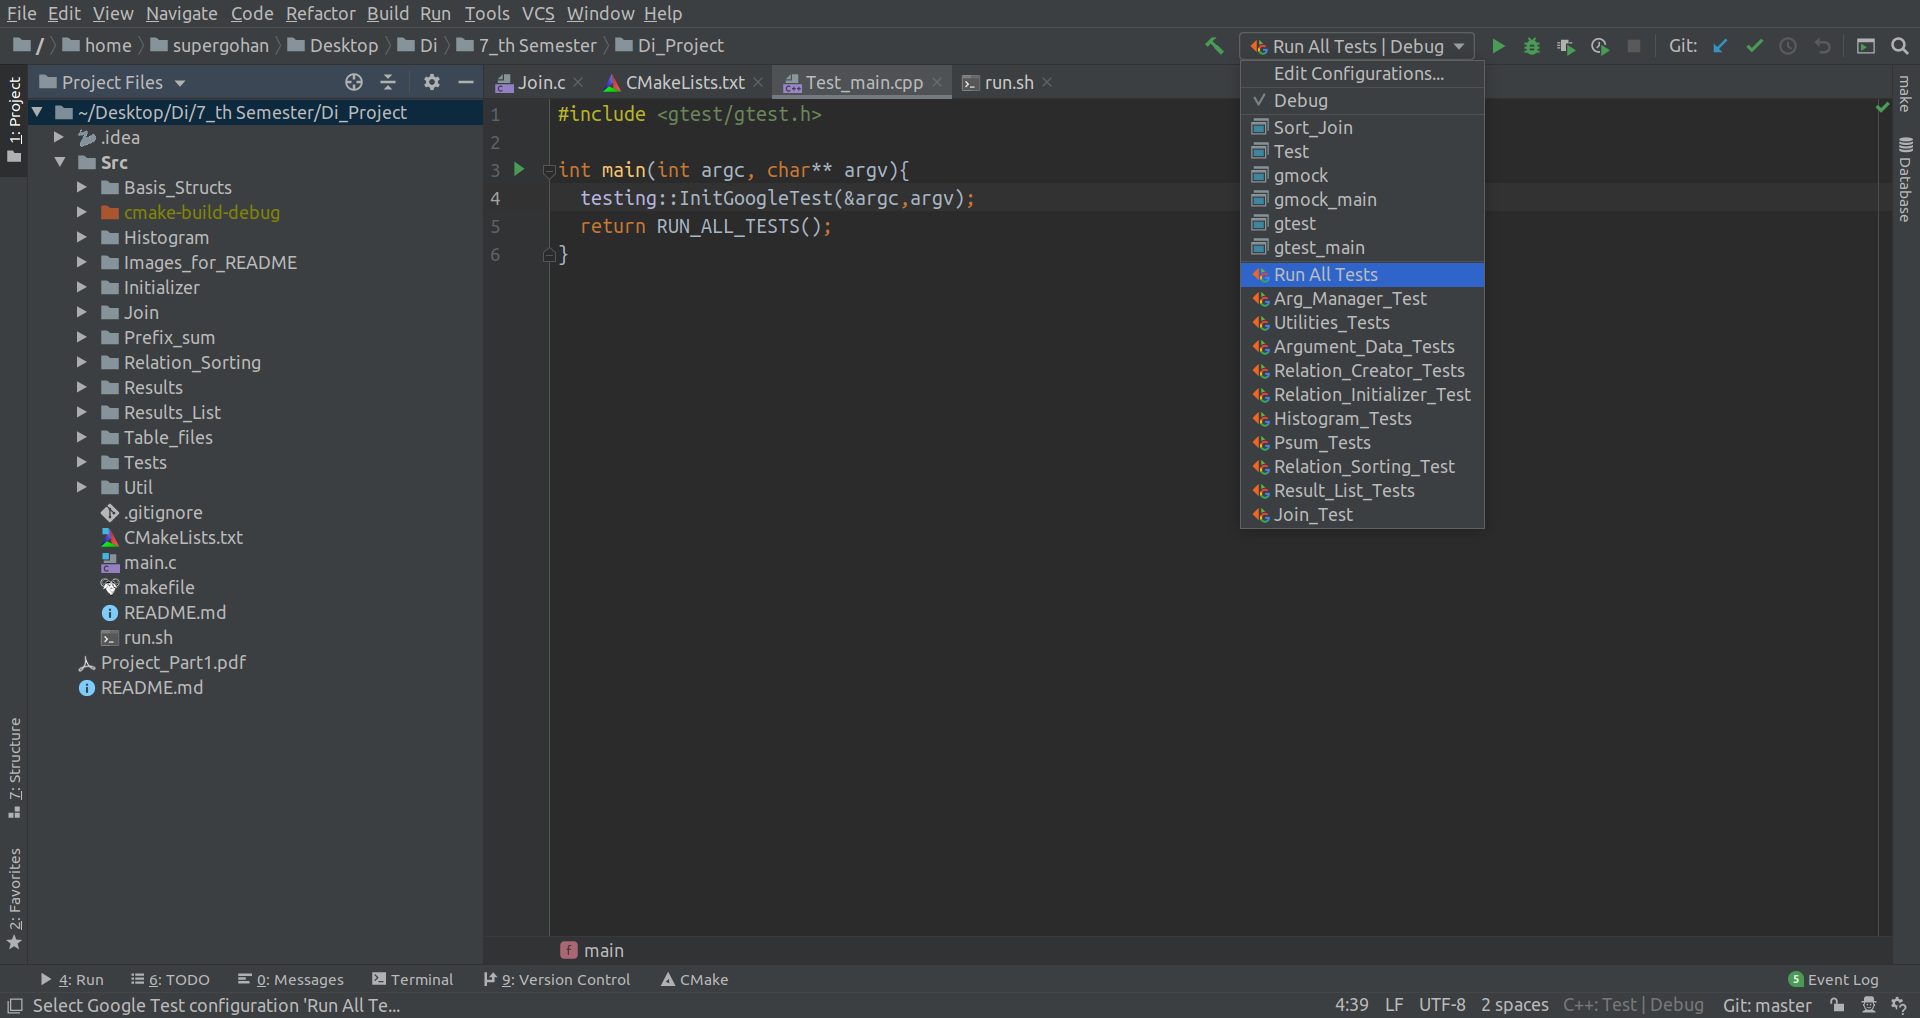 File Edit View Navigate Code Refactor Build Run Tools VCS Window Help
/ home supergohan Desktop Di 7_th Semester Di_Project
Run All Tests | Debug
Git:
1: Project
Project Files
~/Desktop/Di/7_th Semester/Di_Project
.idea
Src
Basis_Structs
cmake-build-debug
Histogram
Images_for_README
Initializer
Join
Prefix_sum
Relation_Sorting
Results
Results_List
Table_files
Tests
Util
.gitignore
CMakeLists.txt
main.c
makefile
README.md
run.sh
Project_Part1.pdf
README.md
7: Structure
2: Favorites
Join.c CMakeLists.txt Test_main.cpp run.sh
1 #include <gtest/gtest.h>
2
3 int main(int argc, char** argv){
4 testing::InitGoogleTest(&argc,argv);
5 return RUN_ALL_TESTS();
6 }
Edit Configurations...
Debug
Sort_Join
Test
gmock
gmock_main
gtest
gtest_main
Run All Tests
Arg_Manager_Test
Utilities_Tests
Argument_Data_Tests
Relation_Creator_Tests
Relation_Initializer_Test
Histogram_Tests
Psum_Tests
Relation_Sorting_Test
Result_List_Tests
Join_Test
make
Database
f main
4: Run 6: TODO 0: Messages Terminal 9: Version Control CMake 5 Event Log
Select Google Test configuration 'Run All Te... 4:39 LF UTF-8 2 spaces C++: Test | Debug Git: master